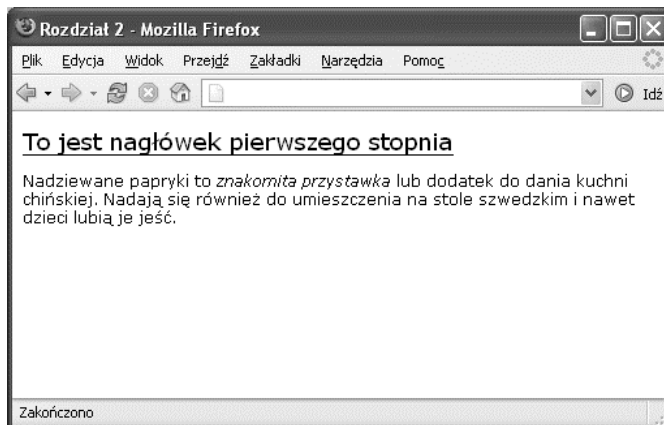 Rozdział 2 - Mozilla Firefox
Plik Edycja Widok Przejdź Zakładki Narzędzia Pomoc
Idź
To jest nagłówek pierwszego stopnia
Nadziewane papryki to znakomita przystawka lub dodatek do dania kuchni
chińskiej. Nadają się również do umieszczenia na stole szwedzkim i nawet
dzieci lubią je jeść.
Zakończono